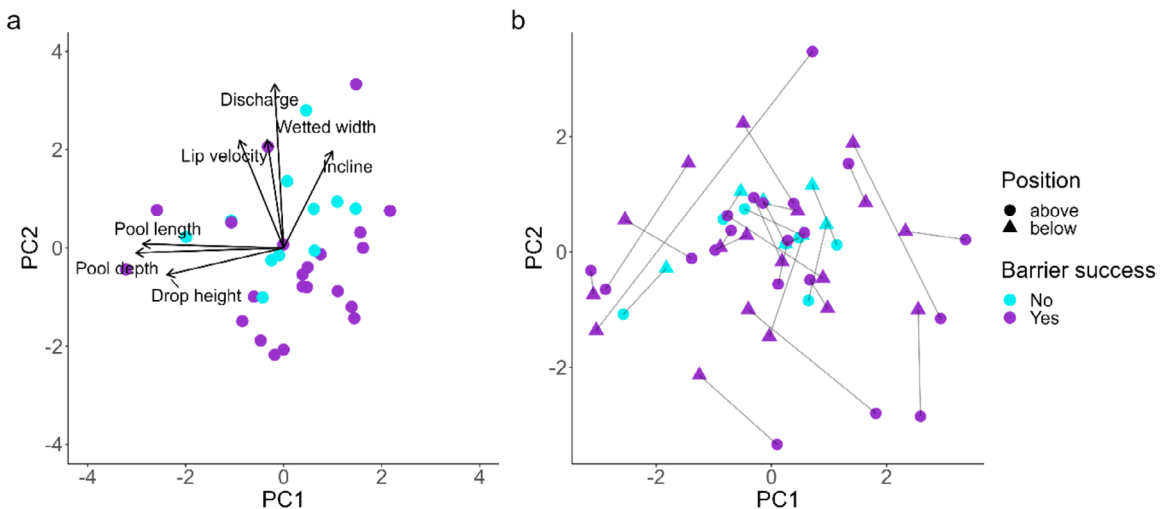 a
4
2
0
-2
-4
PC2
-4
-2
0
2
4
PC1
Discharge
Wetted width
Lip velocity
Incline
Pool length
Pool depth
Drop height
b
2
0
-2
PC2
-2
0
2
PC1
Position
above
below
Barrier success
No
Yes